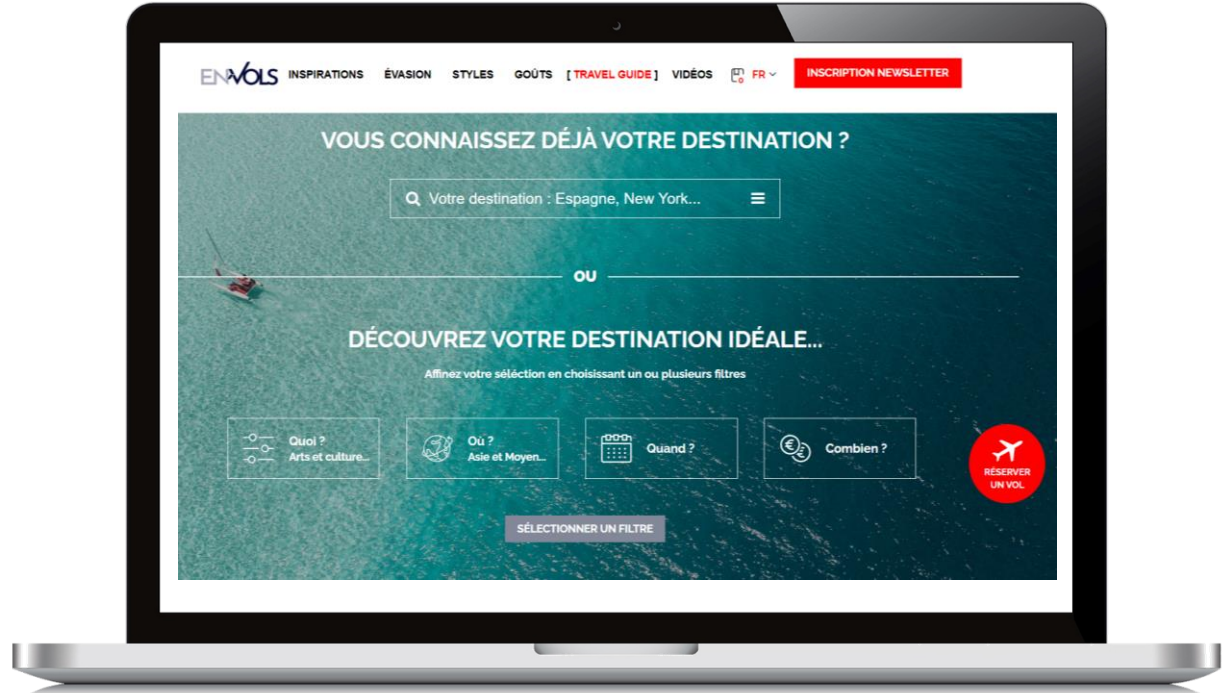 ENVOLS INSPIRATIONS ÉVASION STYLES GOÛTS [ TRAVEL GUIDE ] VIDÉOS 0 FR INSCRIPTION NEWSLETTER
VOUS CONNAISSEZ DÉJÀ VOTRE DESTINATION ?
Votre destination : Espagne, New York...
OU
DÉCOUVREZ VOTRE DESTINATION IDÉALE...
Affinez votre séléction en choisissant un ou plusieurs filtres
Quoi ?
Arts et culture...
Où ?
Asie et Moyen...
Quand ?
Combien ?
RÉSERVER
UN VOL
SÉLECTIONNER UN FILTRE